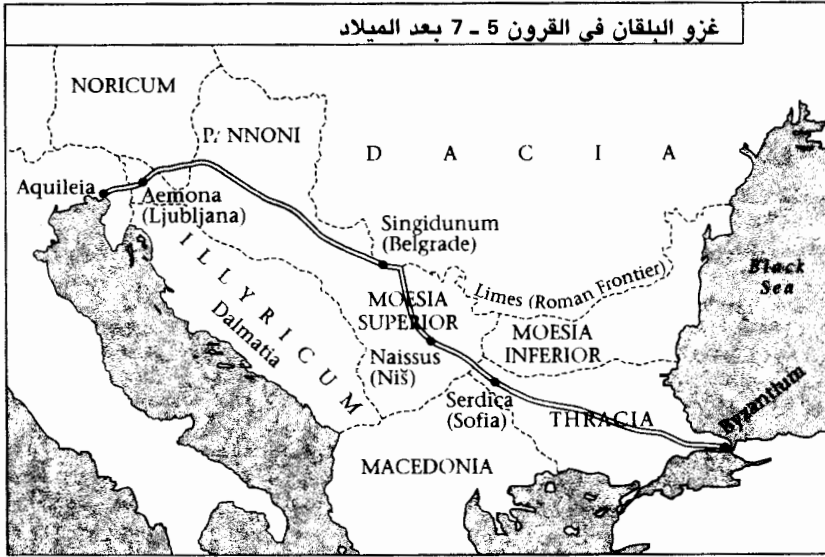 غزو البلقان في القرون 5 ـ 7 بعد الميلاد
NORICUM
P. NNONI
D A C I A
Aquileia
Aemona
(Ljubljana)
Singidunum
(Belgrade)
ILLYRICUM
Dalmatia
Limes (Roman Frontier)
Black
Sea
MOESIA
SUPERIOR
MOESIA
INFERIOR
Naissus
(Niš)
Serdica
(Sofia)
THRACIA
Byzantium
MACEDONIA